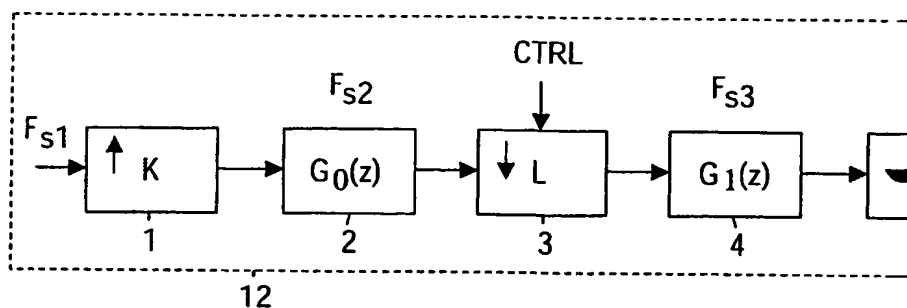 CTRL
Fs2
Fs3
Fs1
↑ K
G0(z)
↓ L
G1(z)
1
2
3
4
12